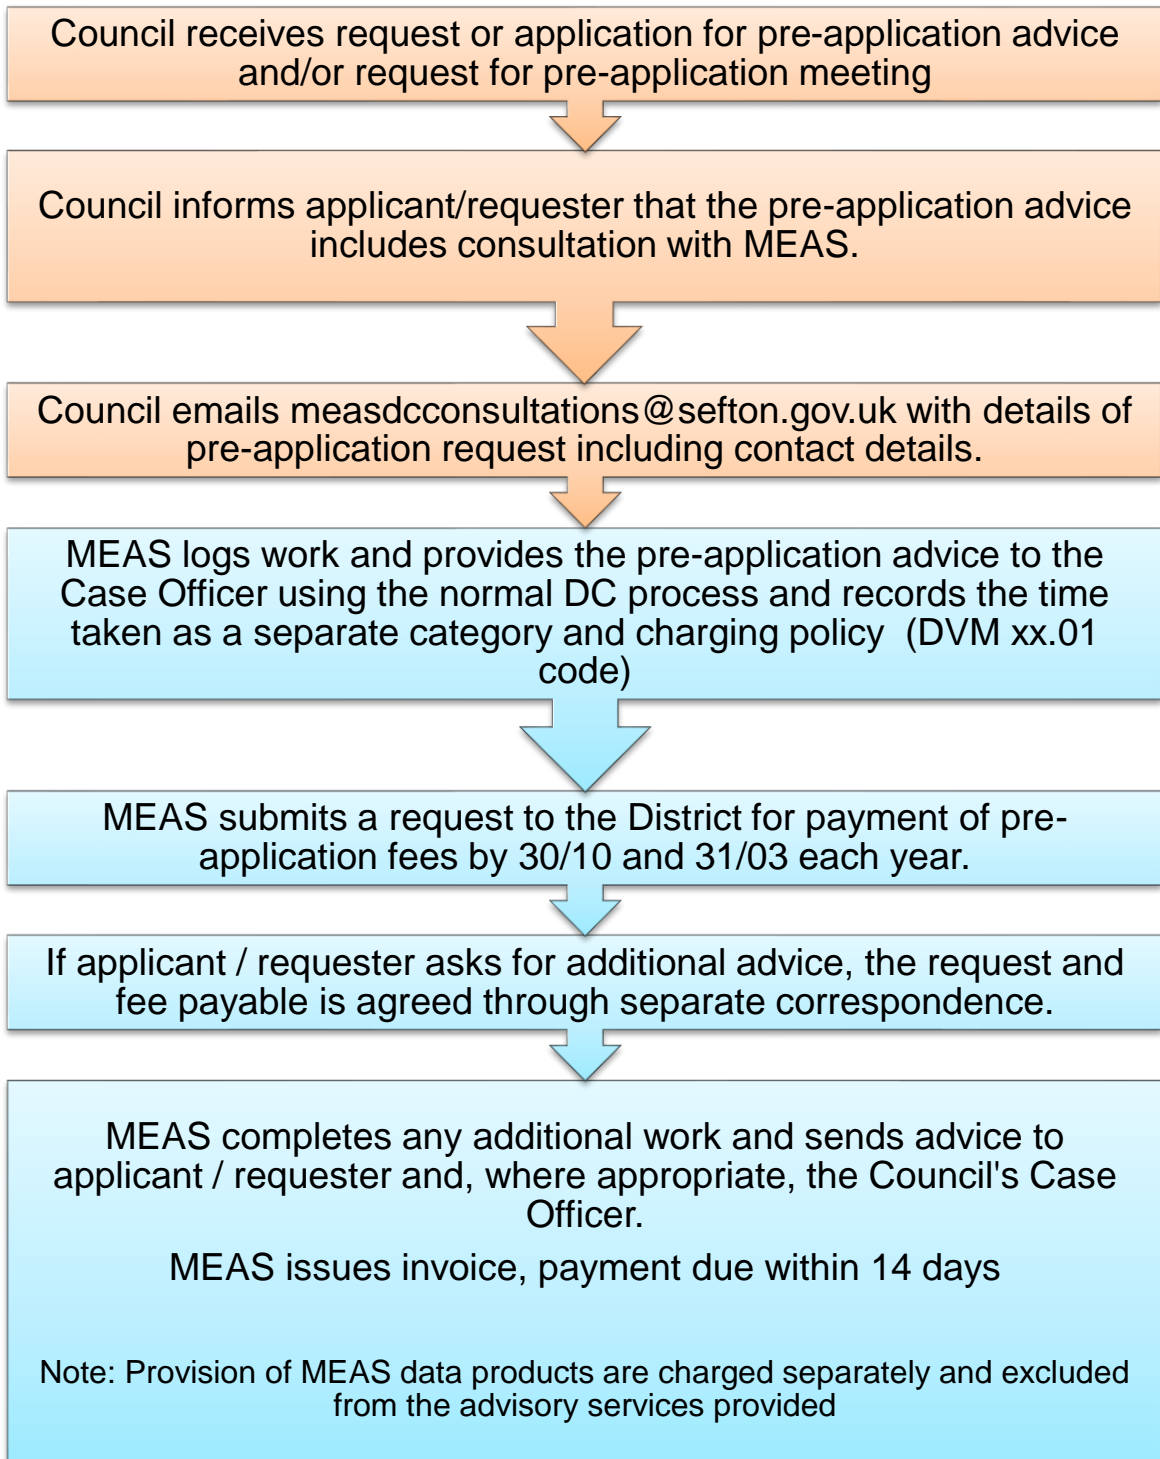 Council receives request or application for pre-application advice
and/or request for pre-application meeting
Council informs applicant/requester that the pre-application advice
includes consultation with MEAS.
Council emails measdcconsultations@sefton.gov.uk with details of
pre-application request including contact details.
MEAS logs work and provides the pre-application advice to the
Case Officer using the normal DC process and records the time
taken as a separate category and charging policy  (DVM xx.01
code)
MEAS submits a request to the District for payment of pre-
application fees by 30/10 and 31/03 each year.
If applicant / requester asks for additional advice, the request and
fee payable is agreed through separate correspondence.
MEAS completes any additional work and sends advice to
applicant / requester and, where appropriate, the Council's Case
Officer.
MEAS issues invoice, payment due within 14 days
Note: Provision of MEAS data products are charged separately and excluded
from the advisory services provided